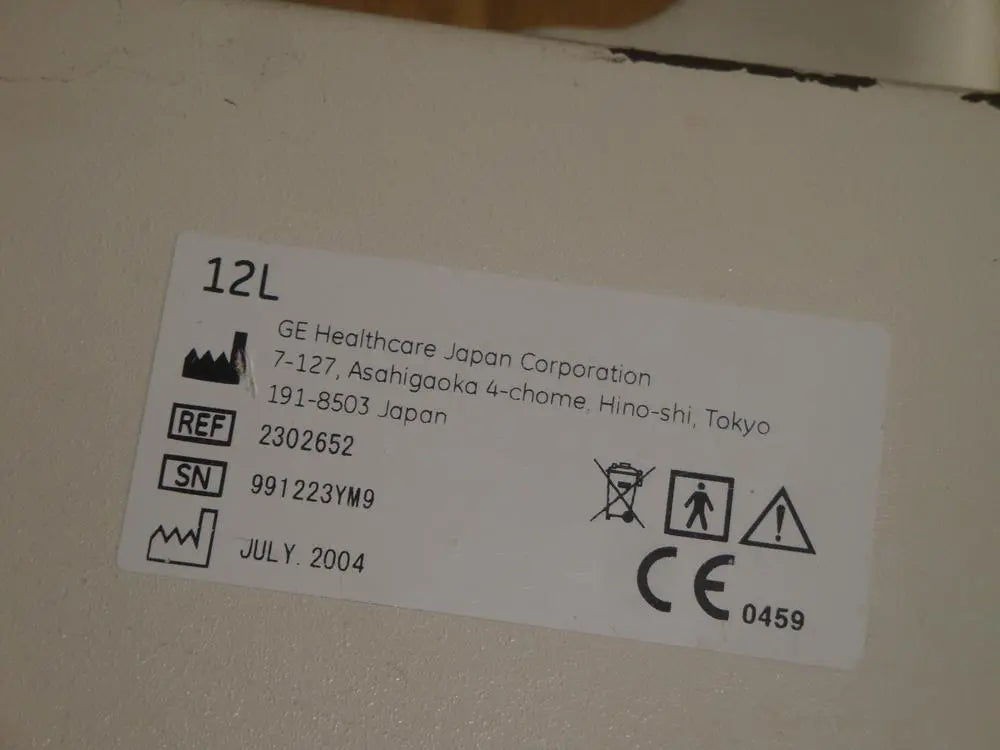 12L
GE Healthcare Japan Corporation
7-127, Asahigaoka 4-chome, Hino-shi, Tokyo
191-8503 Japan
REF 2302652
SN 991223YM9
JULY. 2004
CE 0459